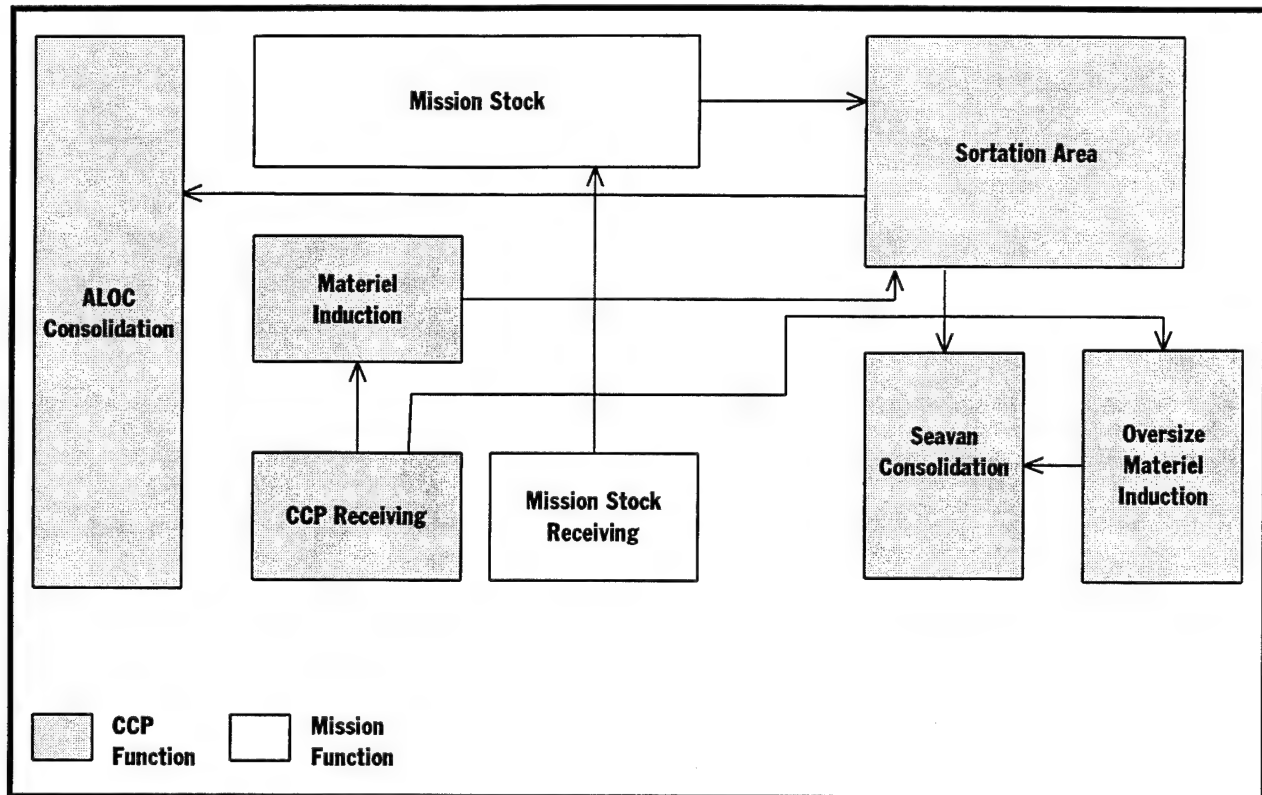 Mission Stock
Sortation Area
ALOC
Consolidation
Materiel
Induction
CCP Receiving
Mission Stock
Receiving
Seavan
Consolidation
Oversize
Materiel
Induction
CCP
Function
Mission
Function